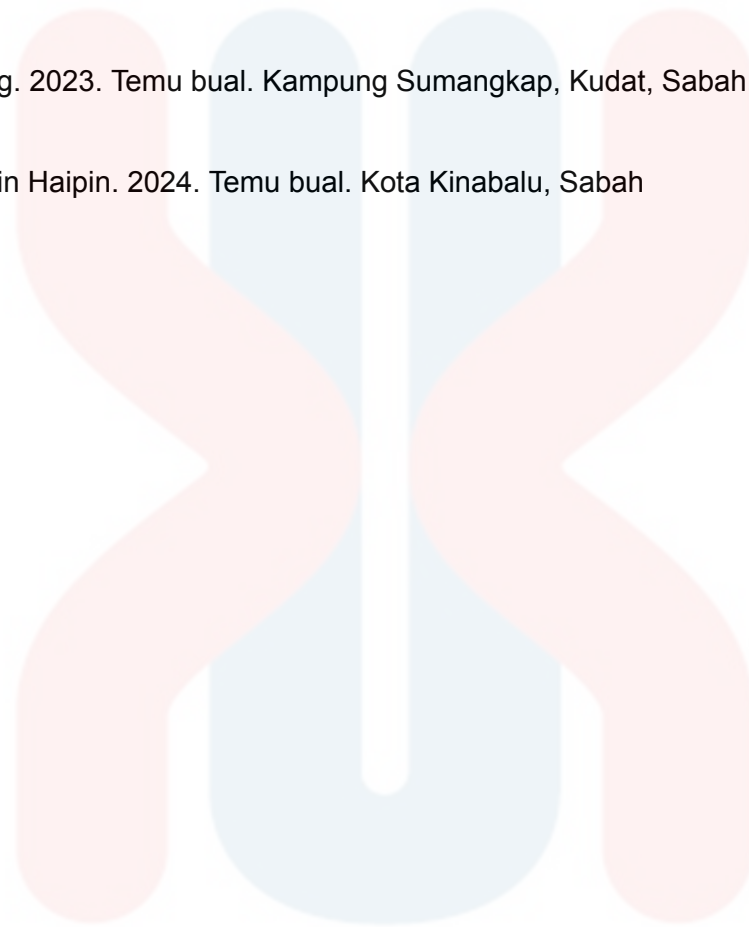 g. 2023. Temu bual. Kampung Sumangkap, Kudat, Sabah
in Haipin. 2024. Temu bual. Kota Kinabalu, Sabah